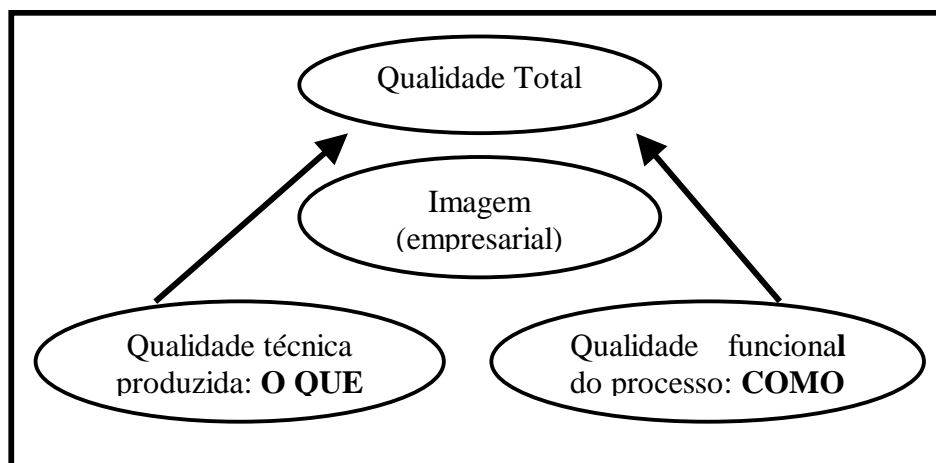 Qualidade Total
Imagem
(empresarial)
Qualidade técnica
produzida: O QUE
Qualidade funcional
do processo: COMO